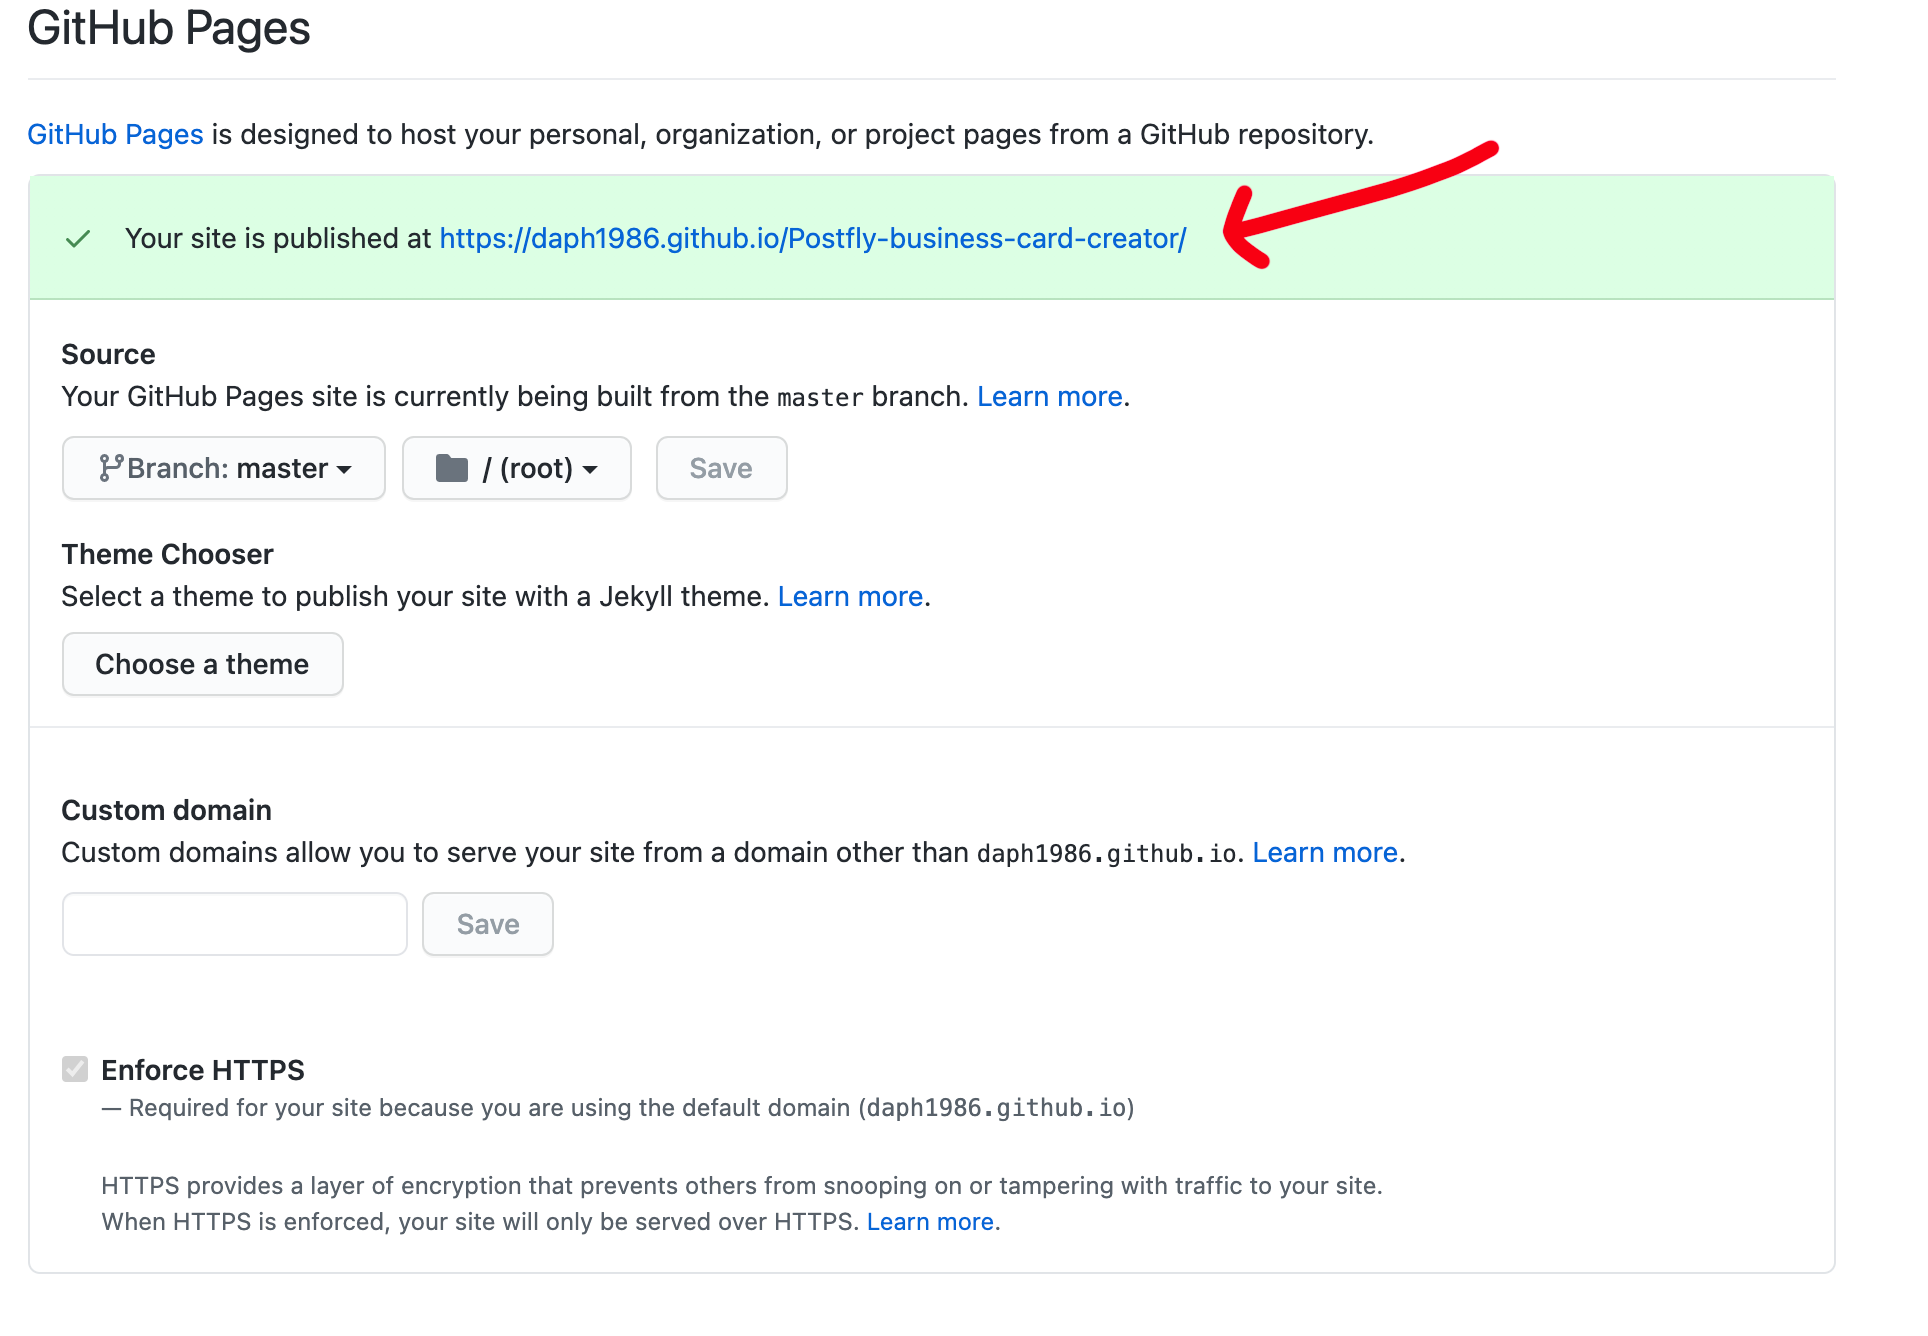 GitHub Pages
GitHub Pages is designed to host your personal, organization, or project pages from a GitHub repository.
Your site is published at https://daph1986.github.io/Postfly-business-card-creator/
Source
Your GitHub Pages site is currently being built from the master branch. Learn more.
Branch: master / (root) Save
Theme Chooser
Select a theme to publish your site with a Jekyll theme. Learn more.
Choose a theme
Custom domain
Custom domains allow you to serve your site from a domain other than daph1986.github.io. Learn more.
Save
Enforce HTTPS
— Required for your site because you are using the default domain (daph1986.github.io)
HTTPS provides a layer of encryption that prevents others from snooping on or tampering with traffic to your site.
When HTTPS is enforced, your site will only be served over HTTPS. Learn more.